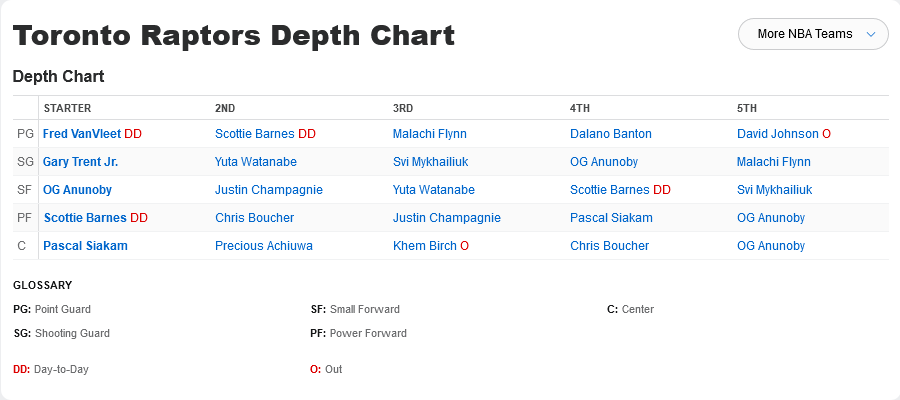 Toronto Raptors Depth Chart
More NBA Teams
Depth Chart
STARTER 2ND 3RD 4TH 5TH
PG Fred VanVleet DD Scottie Barnes DD Malachi Flynn Dalano Banton David Johnson O
SG Gary Trent Jr. Yuta Watanabe Svi Mykhailiuk OG Anunoby Malachi Flynn
SF OG Anunoby Justin Champagnie Yuta Watanabe Scottie Barnes DD Svi Mykhailiuk
PF Scottie Barnes DD Chris Boucher Justin Champagnie Pascal Siakam OG Anunoby
C Pascal Siakam Precious Achiuwa Khem Birch O Chris Boucher OG Anunoby
GLOSSARY
PG: Point Guard SF: Small Forward C: Center
SG: Shooting Guard PF: Power Forward
DD: Day-to-Day O: Out